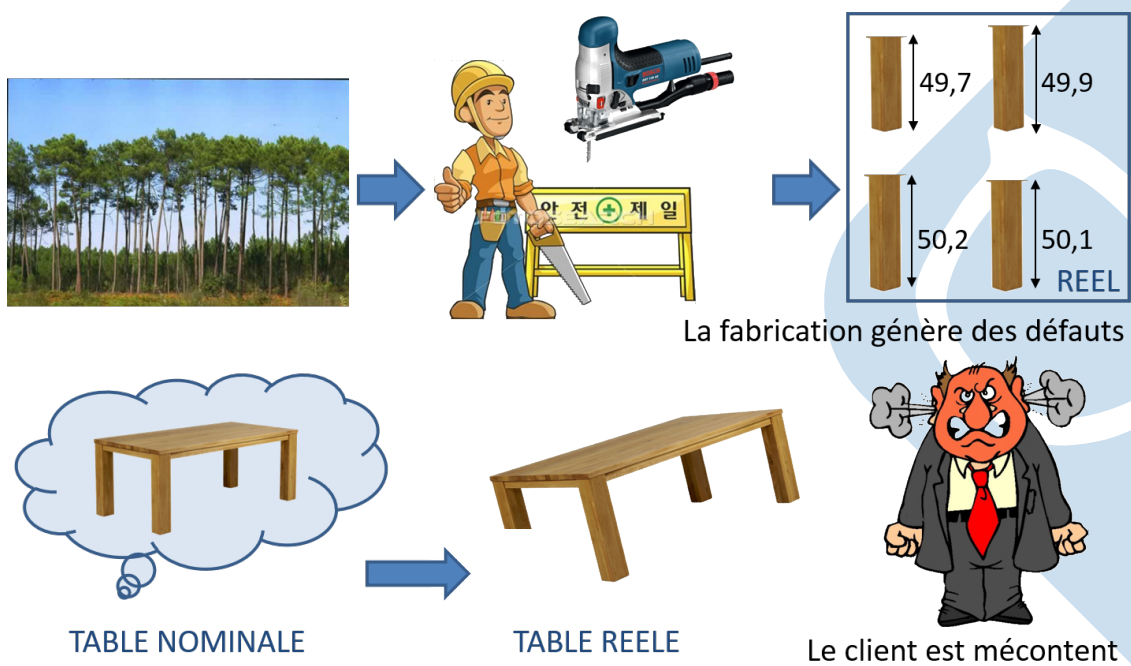 49,7
49,9
안전 제일
50,2
50,1
REEL
La fabrication génère des défauts
TABLE NOMINALE
TABLE REELE
Le client est mécontent